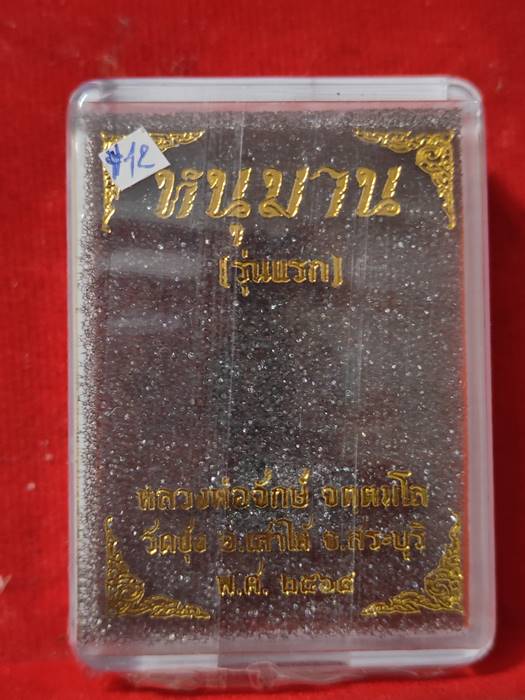 412
หนุมาน
(รุ่นแรก)
หลวงพ่อจักษ์ จตตมโล
วัดชุ้ง อ.เสาไห้ จ.สระบุรี
พ.ศ. ๒๕๖๔